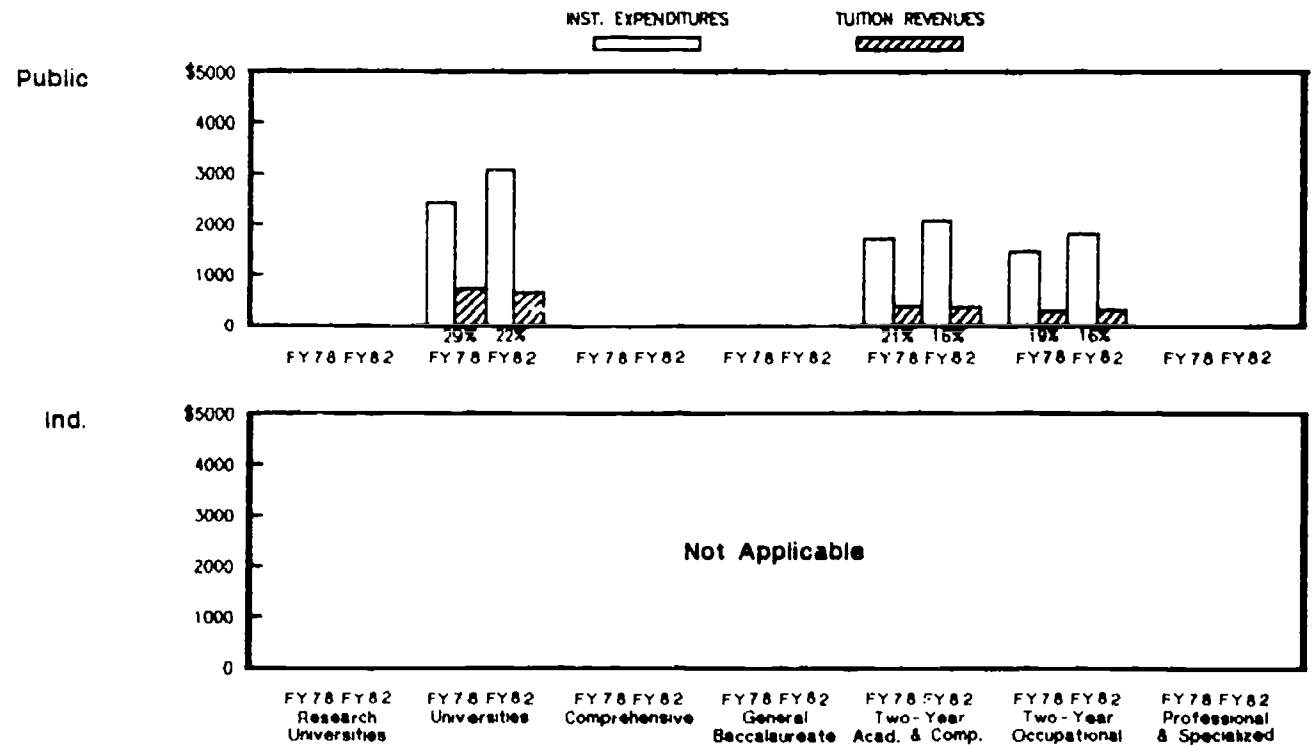 INST. EXPENDITURES TUITION REVENUES
Public
$5000
4000
3000
2000
1000
0
29% 22% 21% 16% 19% 16%
FY78 FY82 FY78 FY82 FY78 FY82 FY78 FY82 FY78 FY82 FY78 FY82 FY78 FY82
Ind.
$5000
4000
3000
2000
1000
0
Not Applicable
FY78 FY82 FY78 FY82 FY78 FY82 FY78 FY82 FY78 FY82 FY78 FY82 FY78 FY82
Research Universities Comprehensive General Two-Year Two-Year Professional
Universities Baccalaureate Acad. & Comp. Occupational & Specialized